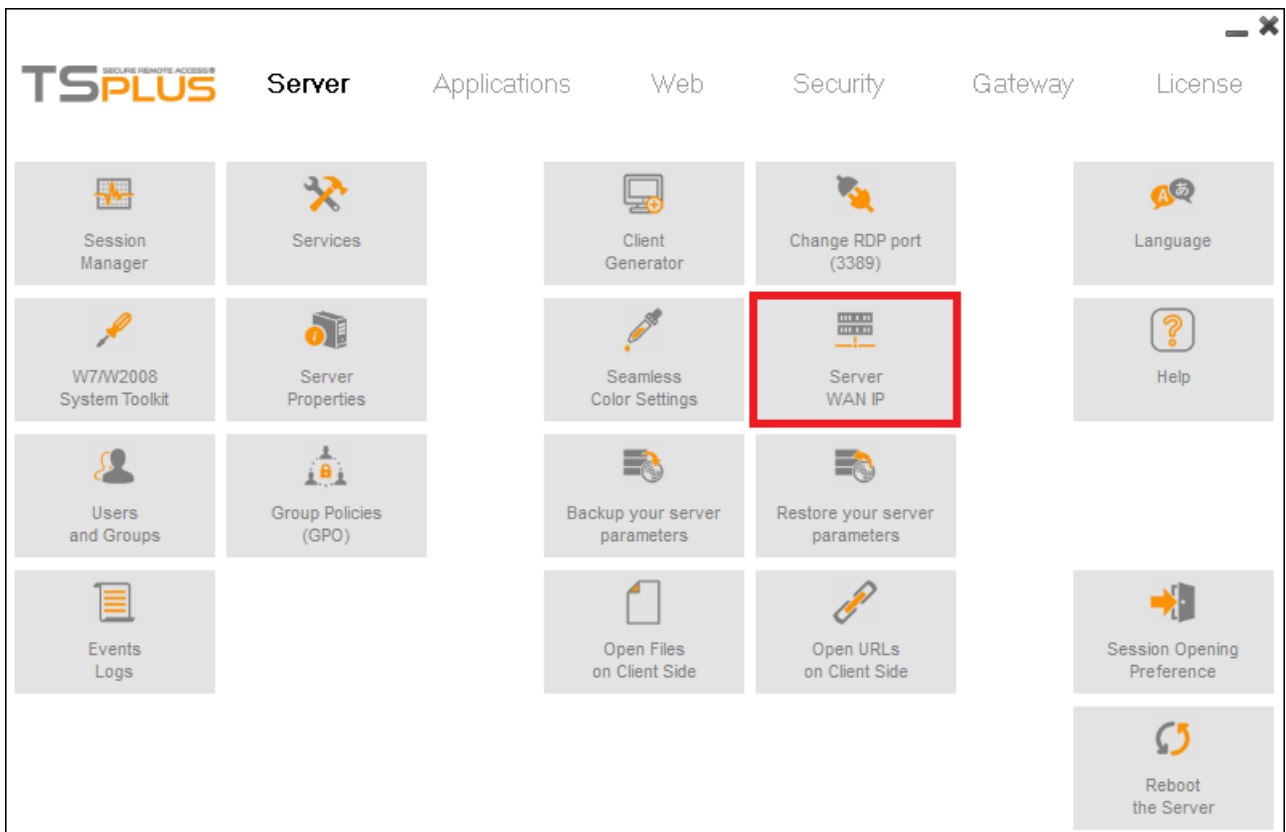 TSPLUS
SECURE REMOTE ACCESS®
Server
Applications
Web
Security
Gateway
License
Session
Manager
Services
Client
Generator
Change RDP port
(3389)
A あ
Language
W7/W2008
System Toolkit
Server
Properties
Seamless
Color Settings
Server
WAN IP
?
Help
Users
and Groups
Group Policies
(GPO)
Backup your server
parameters
Restore your server
parameters
Events
Logs
Open Files
on Client Side
Open URLs
on Client Side
Session Opening
Preference
Reboot
the Server